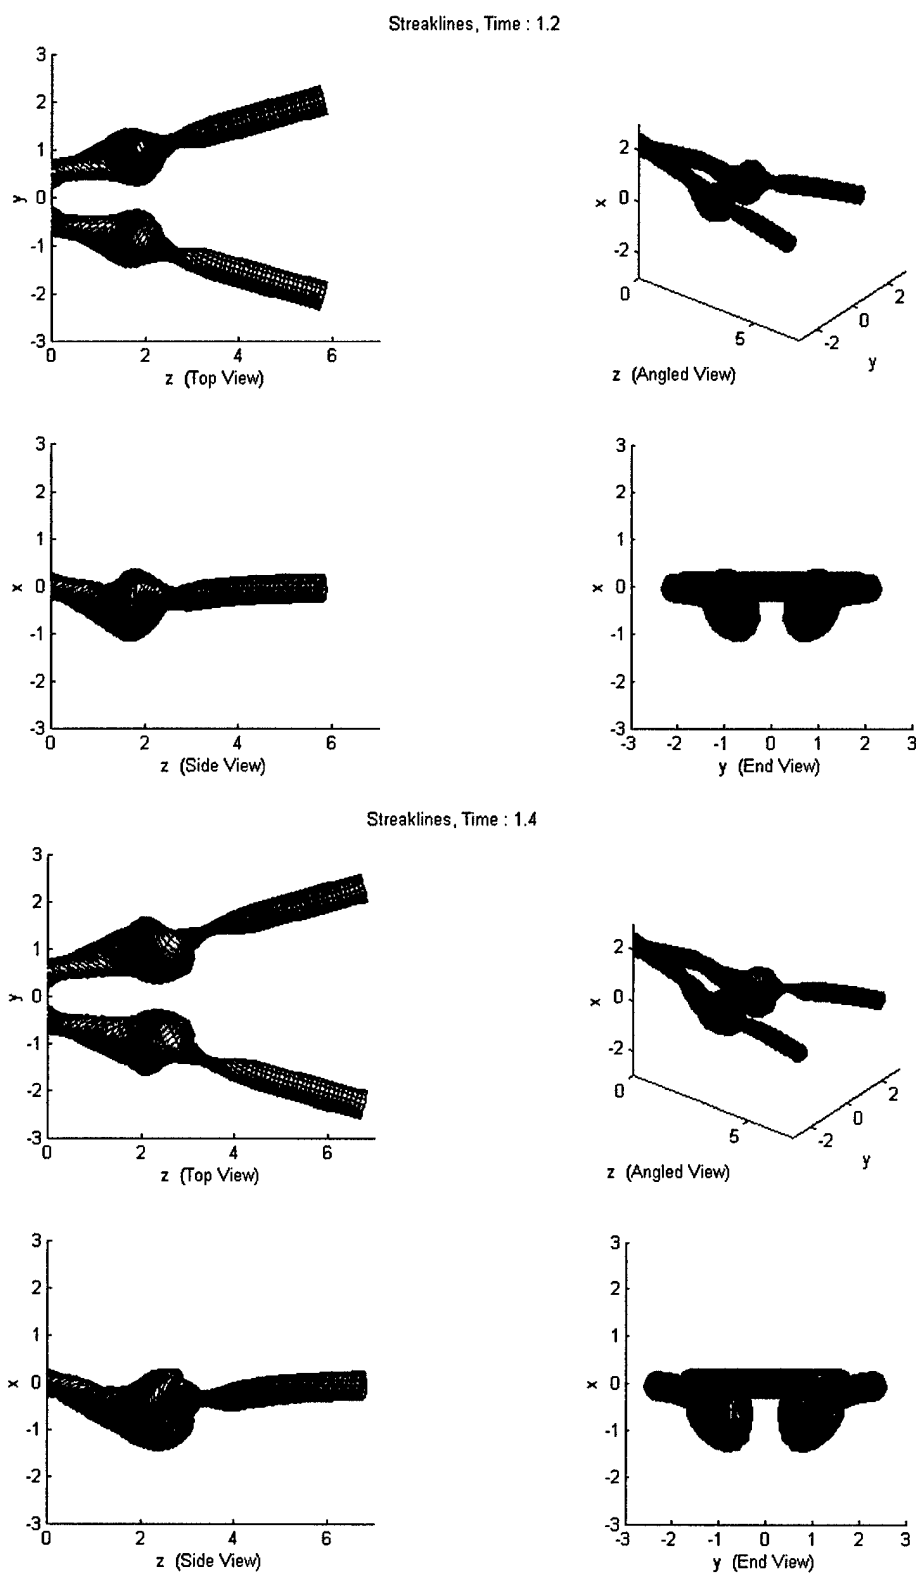 Streaklines, Time : 1.2
3
2
1
0
-1
-2
-3
y
0 2 4 6
z (Top View)
2
0
-2
x
0
5
-2
0
2
y
z (Angled View)
3
2
1
0
-1
-2
-3
x
0 2 4 6
z (Side View)
3
2
1
0
-1
-2
-3
x
-3 -2 -1 0 1 2 3
y (End View)
Streaklines, Time : 1.4
3
2
1
0
-1
-2
-3
y
0 2 4 6
z (Top View)
2
0
-2
x
0
5
-2
0
2
y
z (Angled View)
3
2
1
0
-1
-2
-3
x
0 2 4 6
z (Side View)
3
2
1
0
-1
-2
-3
x
-3 -2 -1 0 1 2 3
y (End View)